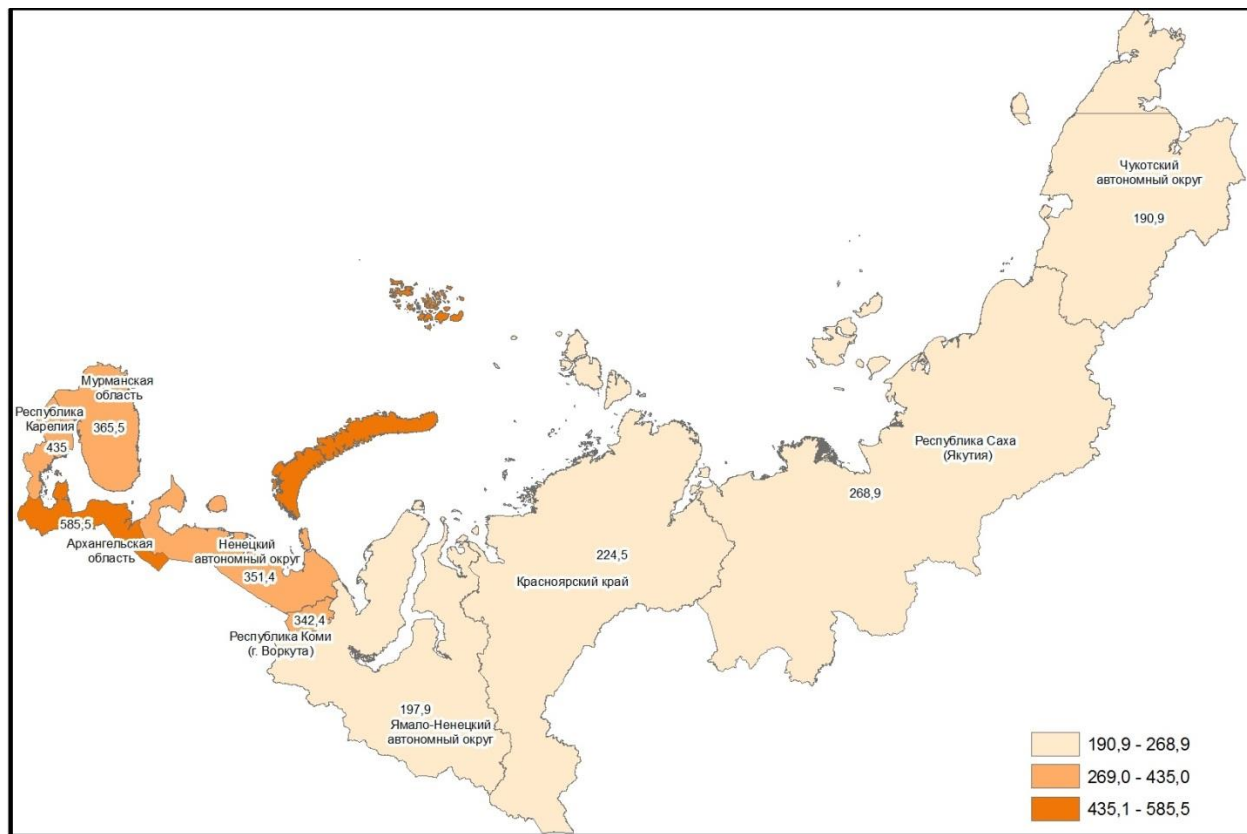 Чукотский
автономный округ
190,9
Мурманская
область
365,5
Республика
Карелия
435
Республика Саха
(Якутия)
268,9
585,5
Архангельская
область
Ненецкий
автономный округ
351,4
224,5
Красноярский край
342,4
Республика Коми
(г. Воркута)
197,9
Ямало-Ненецкий
автономный округ
190,9 - 268,9
269,0 - 435,0
435,1 - 585,5